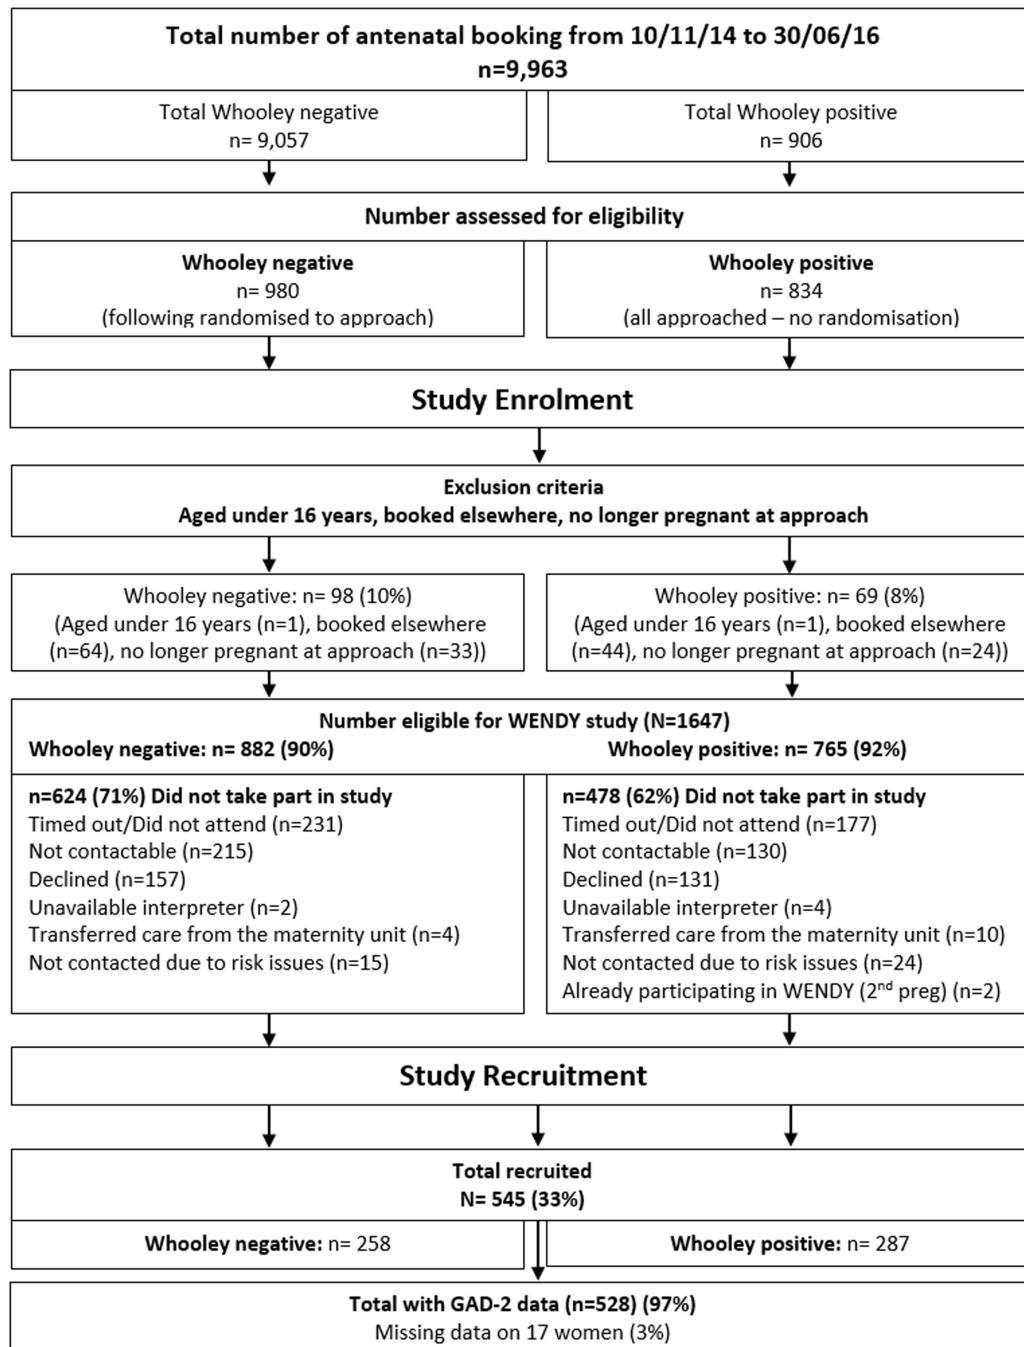 Total number of antenatal booking from 10/11/14 to 30/06/16
n=9,963
Total Whooley negative
n= 9,057
Total Whooley positive
n= 906
Number assessed for eligibility
Whooley negative
n= 980
(following randomised to approach)
Whooley positive
n= 834
(all approached – no randomisation)
Study Enrolment
Exclusion criteria
Aged under 16 years, booked elsewhere, no longer pregnant at approach
Whooley negative: n= 98 (10%)
(Aged under 16 years (n=1), booked elsewhere
(n=64), no longer pregnant at approach (n=33))
Whooley positive: n= 69 (8%)
(Aged under 16 years (n=1), booked elsewhere
(n=44), no longer pregnant at approach (n=24))
Number eligible for WENDY study (N=1647)
Whooley negative: n= 882 (90%)
Whooley positive: n= 765 (92%)
n=624 (71%) Did not take part in study
Timed out/Did not attend (n=231)
Not contactable (n=215)
Declined (n=157)
Unavailable interpreter (n=2)
Transferred care from the maternity unit (n=4)
Not contacted due to risk issues (n=15)
n=478 (62%) Did not take part in study
Timed out/Did not attend (n=177)
Not contactable (n=130)
Declined (n=131)
Unavailable interpreter (n=4)
Transferred care from the maternity unit (n=10)
Not contacted due to risk issues (n=24)
Already participating in WENDY (2nd preg) (n=2)
Study Recruitment
Total recruited
N= 545 (33%)
Whooley negative: n= 258
Whooley positive: n= 287
Total with GAD-2 data (n=528) (97%)
Missing data on 17 women (3%)